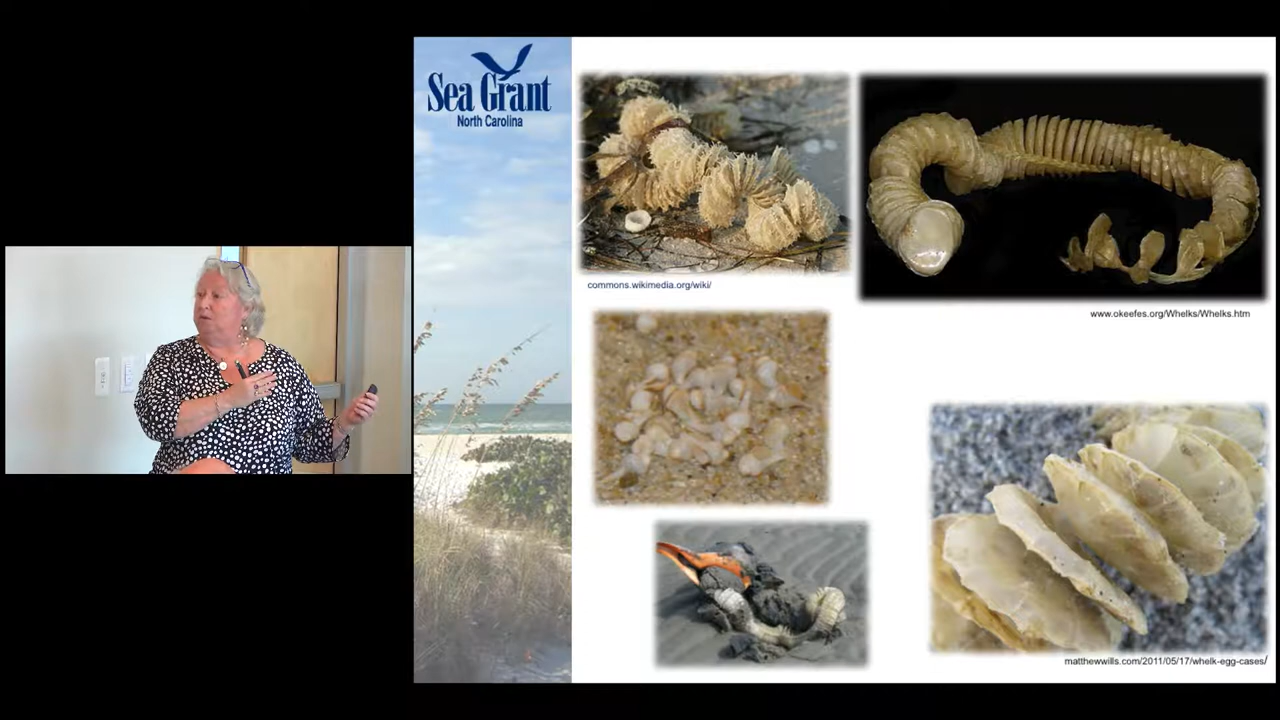 Sea Grant
North Carolina
commons.wikimedia.org/wiki/
www.okeefes.org/Whelks/Whelks.htm
matthewwills.com/2011/05/17/whelk-egg-cases/